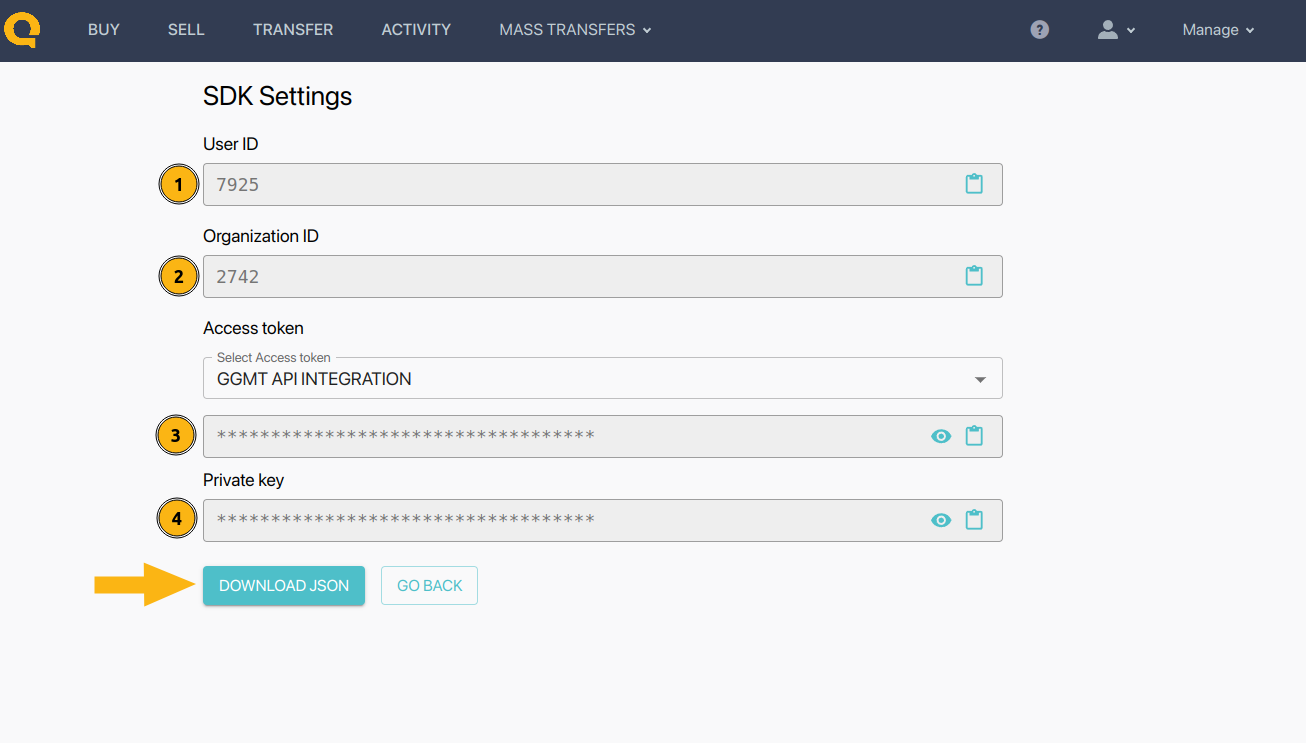 BUY SELL TRANSFER ACTIVITY MASS TRANSFERS ? Manage
SDK Settings
User ID
1 7925
Organization ID
2 2742
Access token
Select Access token
GGMT API INTEGRATION
3 ***********************************
Private key
4 ***********************************
DOWNLOAD JSON GO BACK